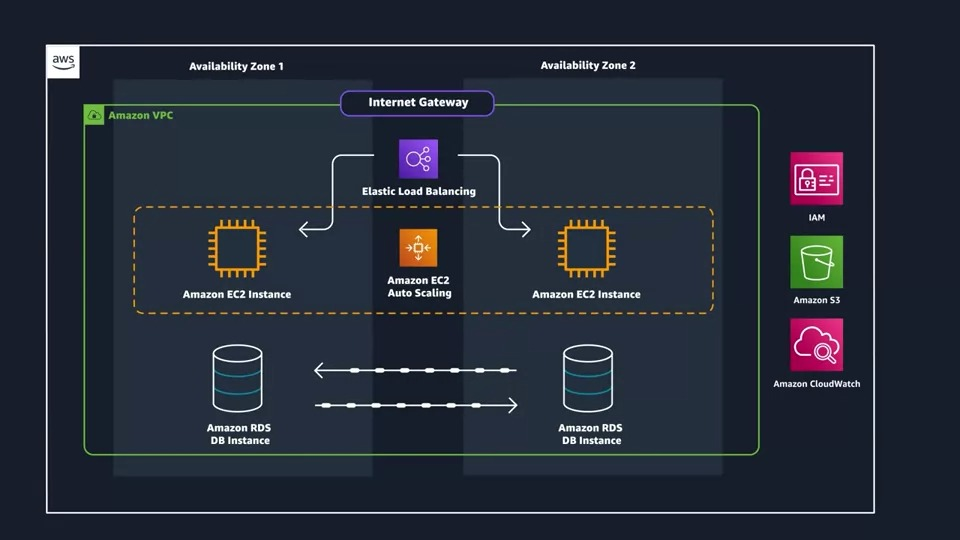 aws
Availability Zone 1
Availability Zone 2
Internet Gateway
Amazon VPC
Elastic Load Balancing
Amazon EC2 Instance
Amazon EC2
Auto Scaling
Amazon EC2 Instance
Amazon RDS
DB Instance
Amazon RDS
DB Instance
IAM
Amazon S3
Amazon CloudWatch